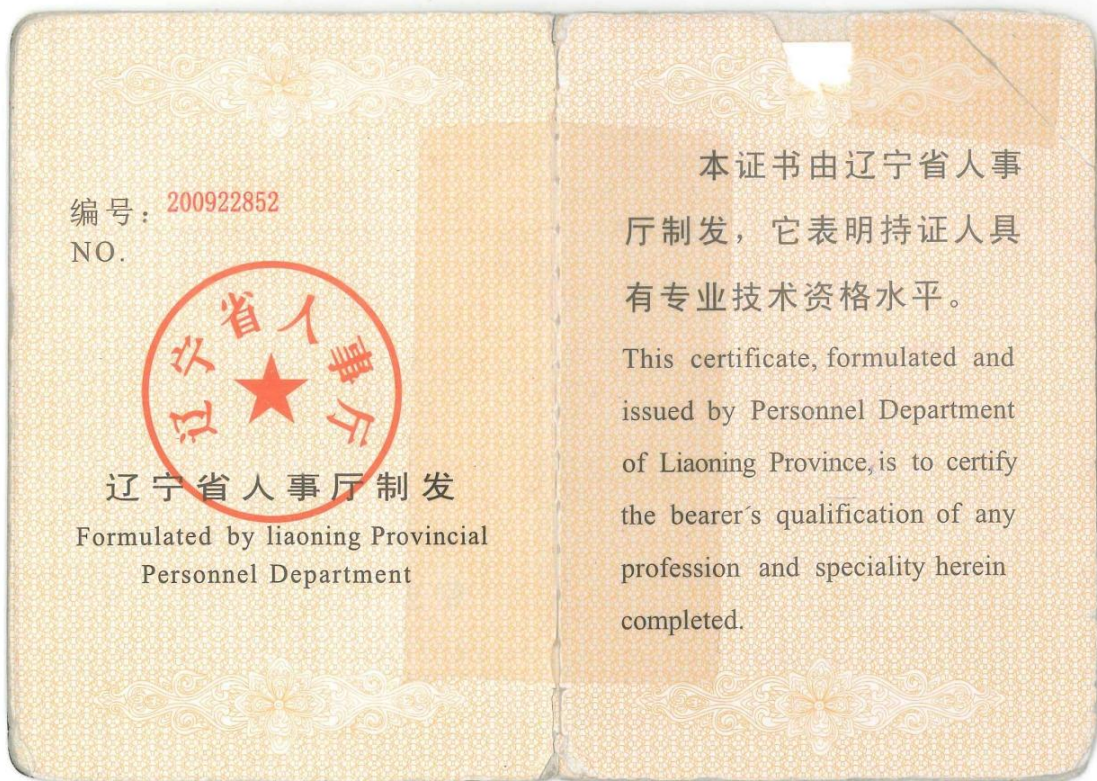 编号：200922852
NO.
辽宁省人事厅
辽宁省人事厅制发
Formulated by liaoning Provincial
Personnel Department
本证书由辽宁省人事
厅制发，它表明持证人具
有专业技术资格水平。
This certificate, formulated and
issued by Personnel Department
of Liaoning Province, is to certify
the bearer's qualification of any
profession and speciality herein
completed.